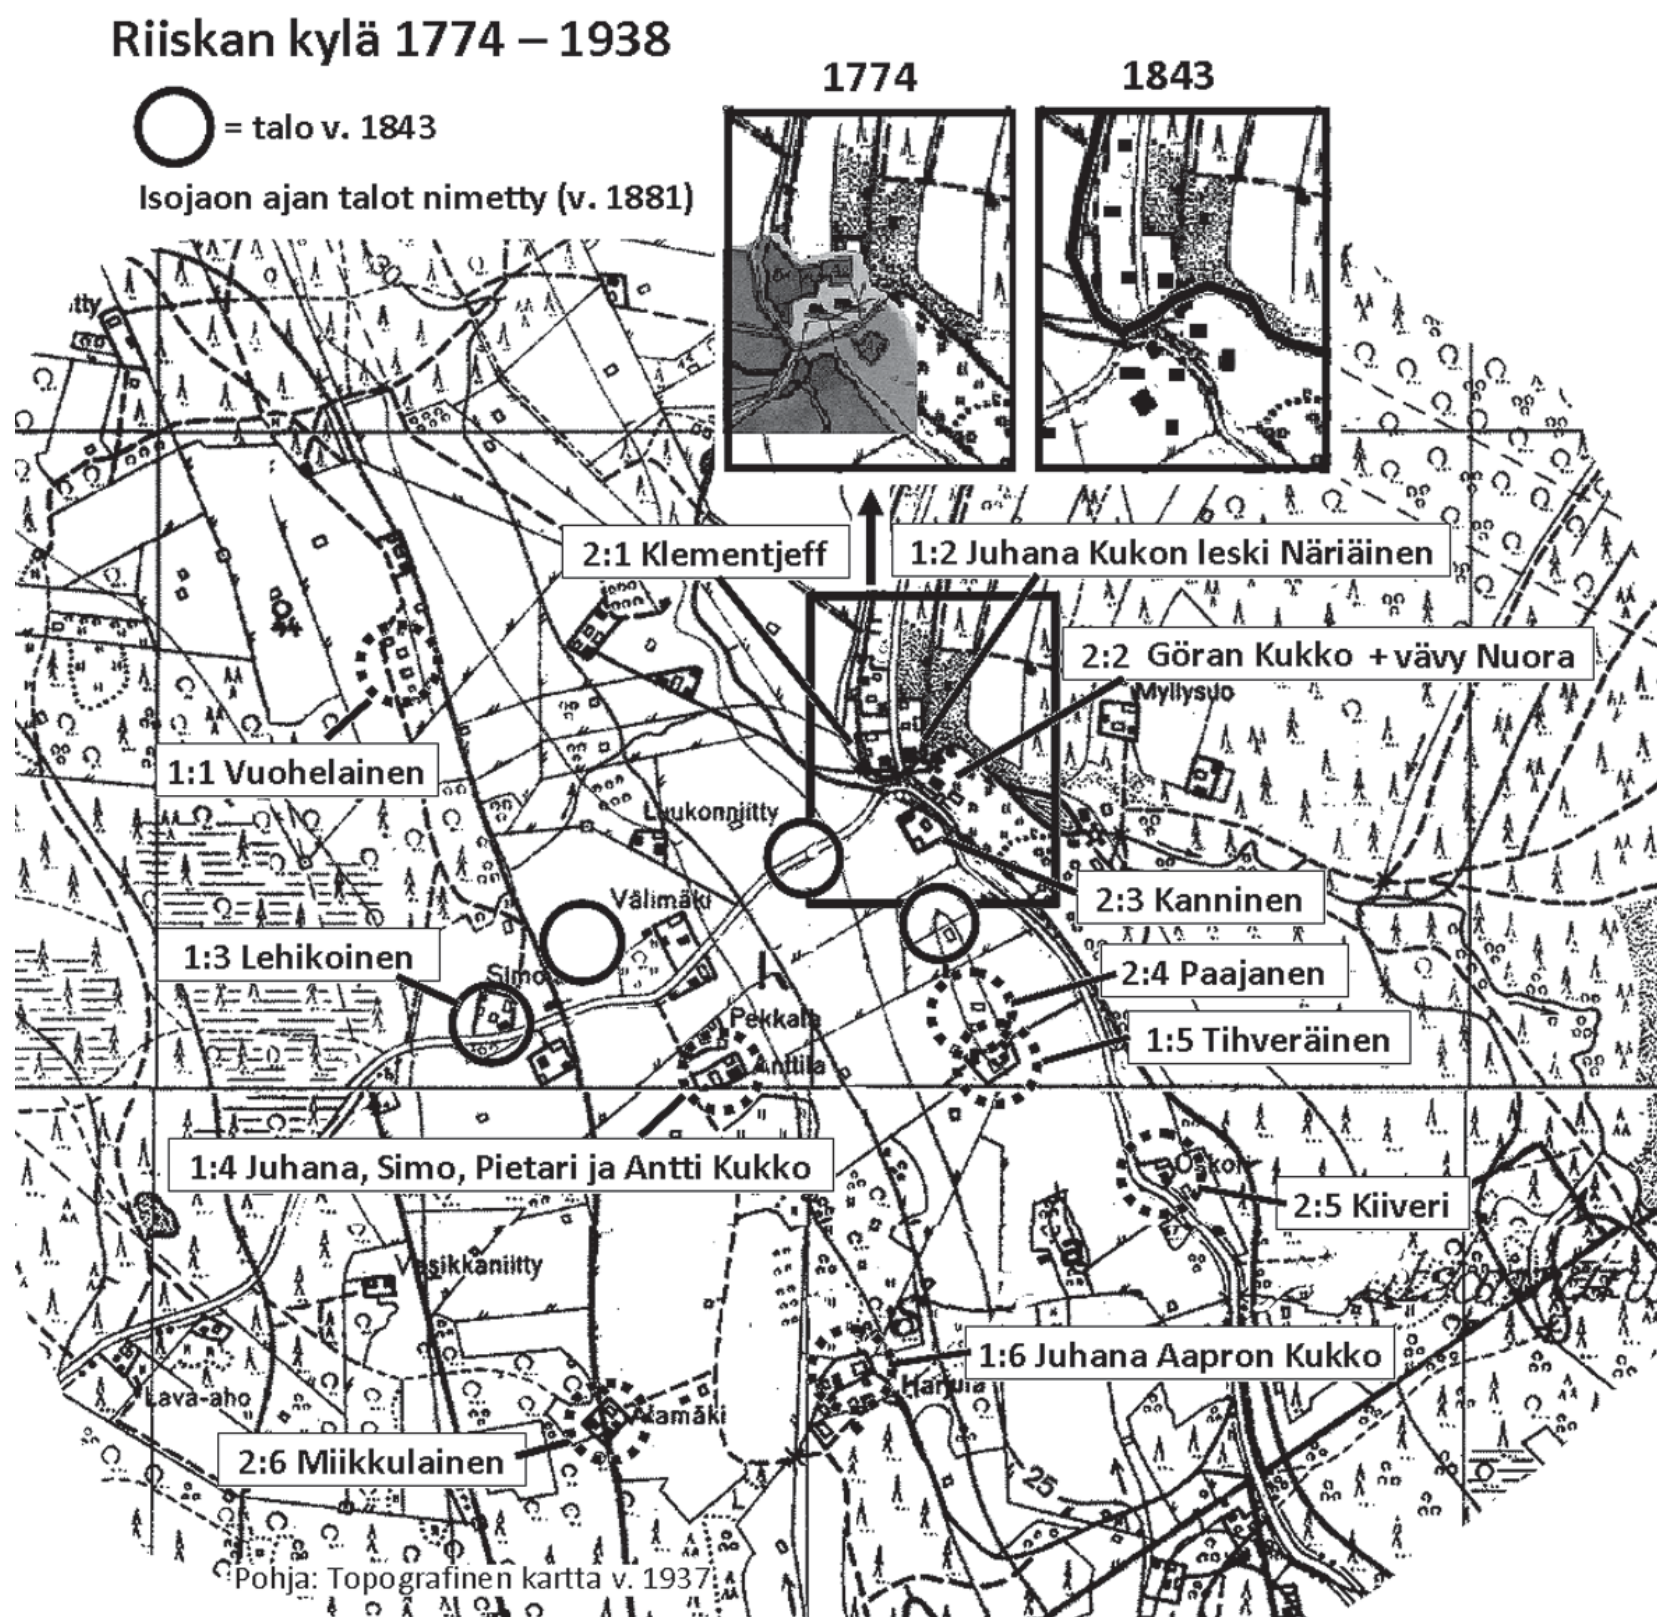 Riiskan kylä 1774 – 1938
= talo v. 1843
Isojaon ajan talot nimetty (v. 1881)
1774
1843
30
tty
2:1 Klementjeff
1:2 Juhana Kukon leski Näriäinen
2:2 Göran Kukko + vävy Nuora
Myllysuo
1:1 Vuohelainen
Luukonniitty
Välimäki
2:3 Kanninen
1:3 Lehikoinen
Simo
2:4 Paajanen
Pekkala
1:5 Tihveräinen
Anttila
1:4 Juhana, Simo, Pietari ja Antti Kukko
2:5 Kiiveri
Vesikkaniitty
1:6 Juhana Aapron Kukko
Harjula
Lava-aho
Alamäki
2:6 Miikkulainen
25
Pohja: Topografinen kartta v. 1937